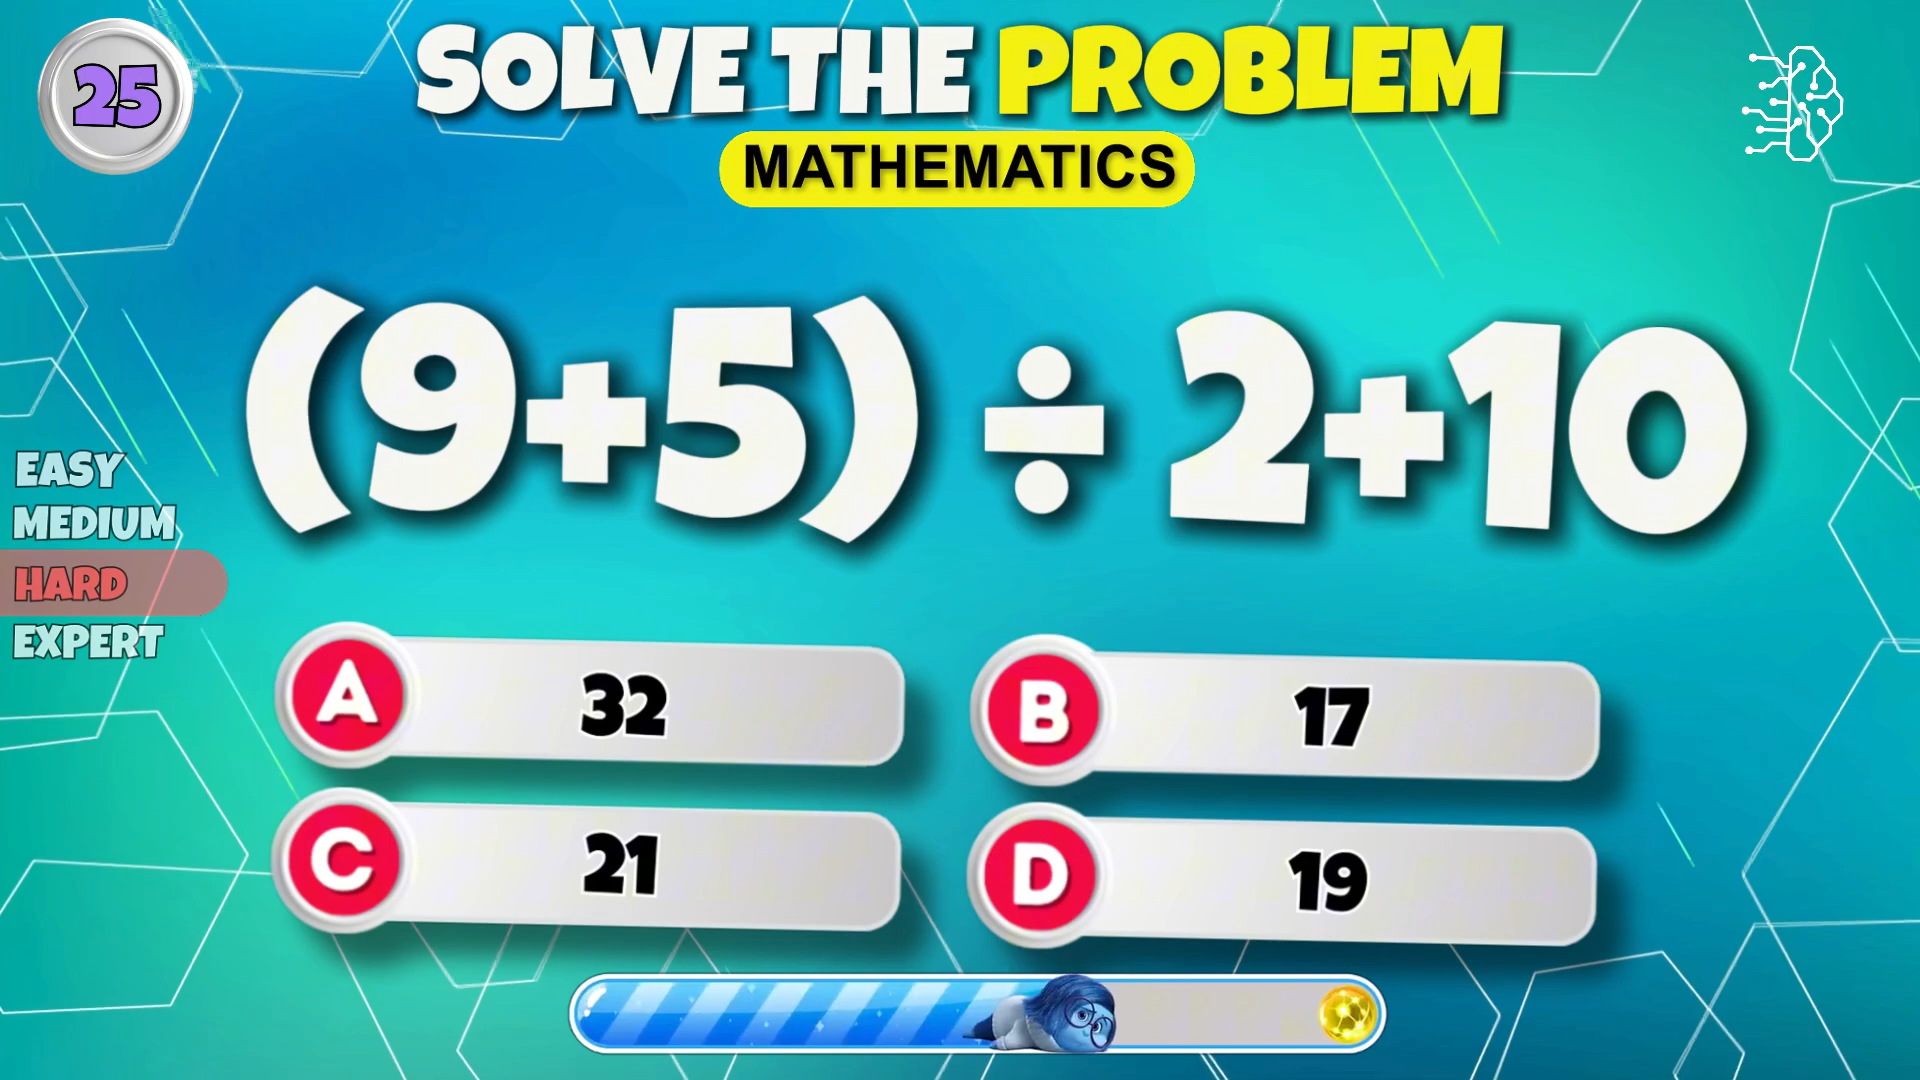 25
SOLVE THE PROBLEM
MATHEMATICS
(9+5) ÷ 2+10
EASY
MEDIUM
HARD
EXPERT
A 32
B 17
C 21
D 19